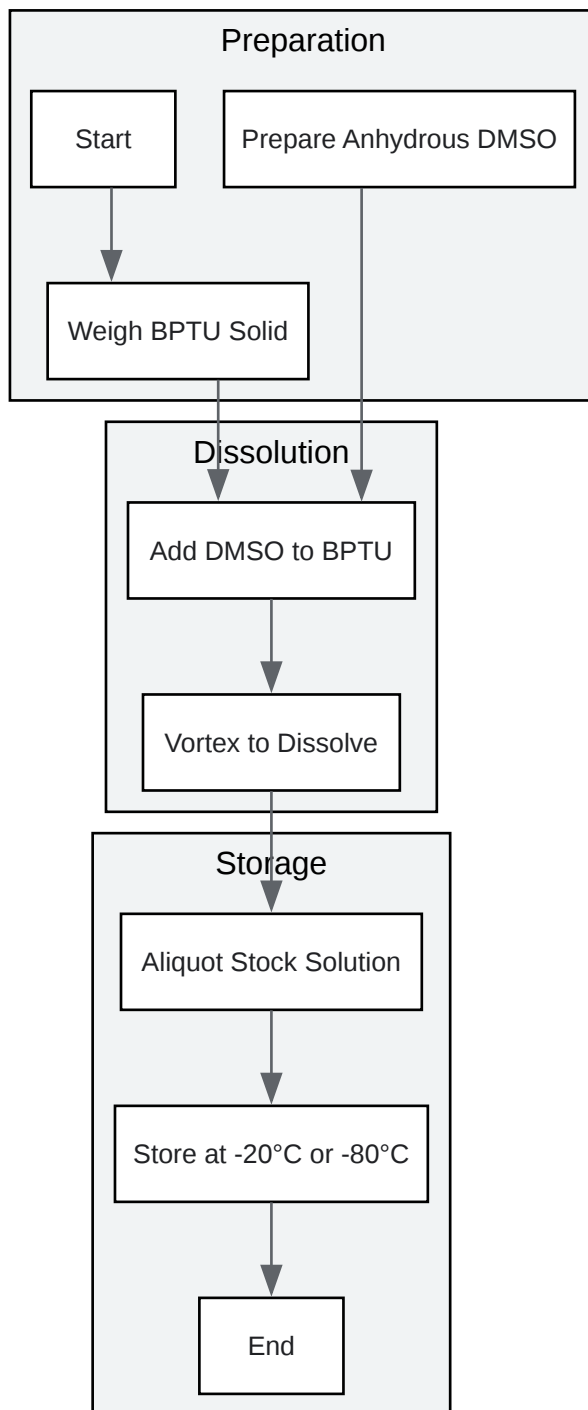 Preparation
Start
Prepare Anhydrous DMSO
Weigh BPTU Solid
Dissolution
Add DMSO to BPTU
Vortex to Dissolve
Storage
Aliquot Stock Solution
Store at -20°C or -80°C
End